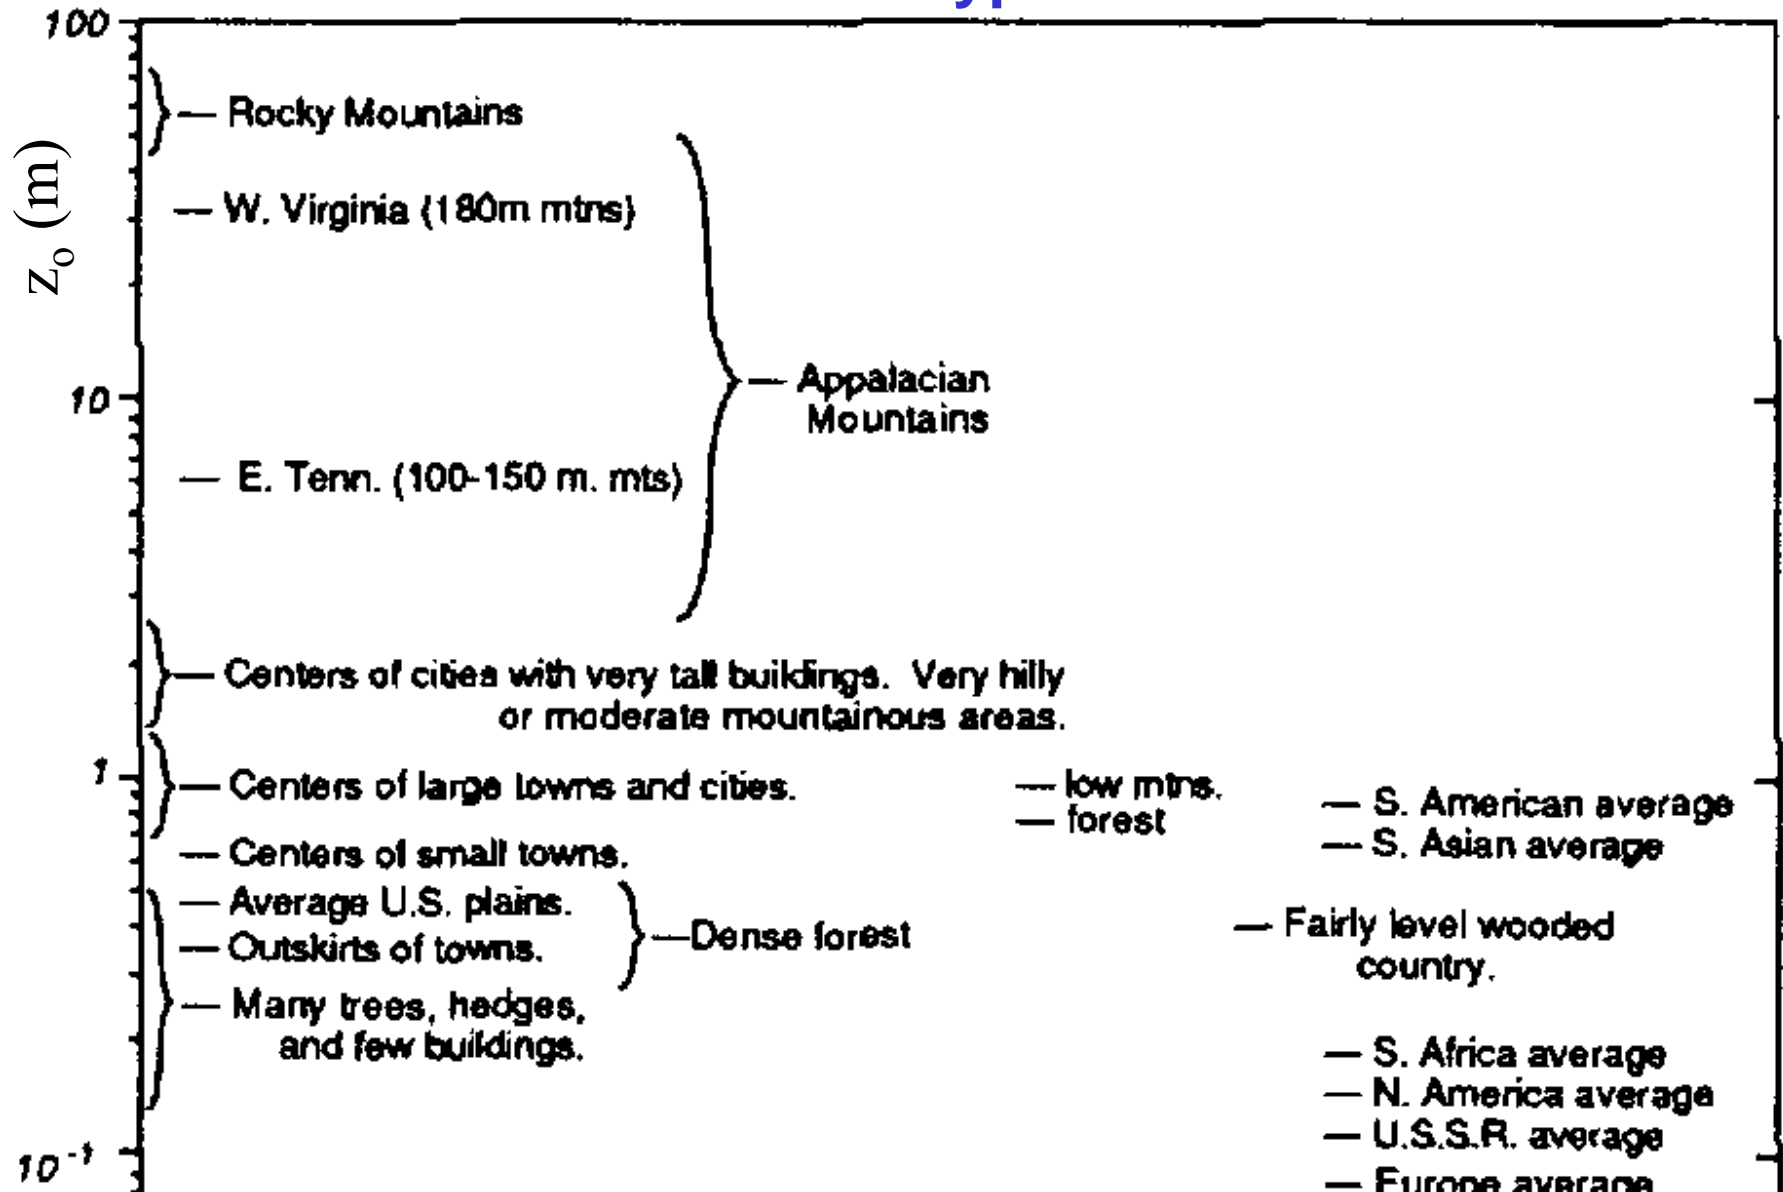 100
Rocky Mountains
z₀ (m)
W. Virginia (180m mtns)
Appalacian
Mountains
10
E. Tenn. (100-150 m. mts)
Centers of cities with very tall buildings. Very hilly
or moderate mountainous areas.
1
Centers of large towns and cities.
low mtns.
forest
S. American average
S. Asian average
Centers of small towns.
Average U.S. plains.
Outskirts of towns.
Dense forest
Fairly level wooded
country.
Many trees, hedges,
and few buildings.
S. Africa average
N. America average
U.S.S.R. average
10⁻¹
Europe average